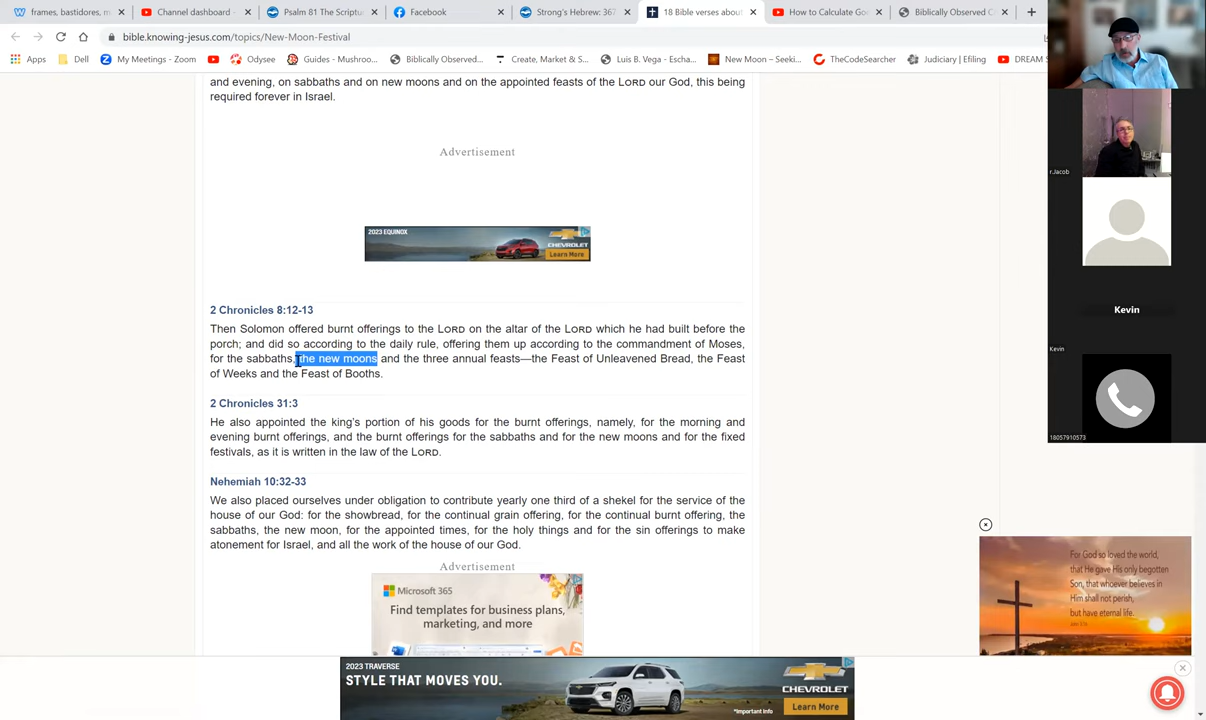 frames, bastidores, m
Channel dashboard -
Psalm 81 The Scriptur
Facebook
Strong's Hebrew: 367
18 Bible verses about
How to Calculate Go
Biblically Observed C
bible.knowing-jesus.com/topics/New-Moon-Festival
Apps
Dell
My Meetings - Zoom
Odysee
Guides - Mushroo...
Biblically Observed...
Create, Market & S...
Luis B. Vega - Escha...
New Moon – Seeki...
TheCodeSearcher
Judiciary | Efiling
DREAM S
and evening, on sabbaths and on new moons and on the appointed feasts of the LORD our God, this being
required forever in Israel.
Advertisement
2023 EQUINOX
CHEVROLET
Learn More
2 Chronicles 8:12-13
Then Solomon offered burnt offerings to the LORD on the altar of the LORD which he had built before the
porch; and did so according to the daily rule, offering them up according to the commandment of Moses,
for the sabbaths, the new moons and the three annual feasts—the Feast of Unleavened Bread, the Feast
of Weeks and the Feast of Booths.
2 Chronicles 31:3
He also appointed the king's portion of his goods for the burnt offerings, namely, for the morning and
evening burnt offerings, and the burnt offerings for the sabbaths and for the new moons and for the fixed
festivals, as it is written in the law of the LORD.
Nehemiah 10:32-33
We also placed ourselves under obligation to contribute yearly one third of a shekel for the service of the
house of our God: for the showbread, for the continual grain offering, for the continual burnt offering, the
sabbaths, the new moon, for the appointed times, for the holy things and for the sin offerings to make
atonement for Israel, and all the work of the house of our God.
Advertisement
Microsoft 365
Find templates for business plans,
marketing, and more
2023 TRAVERSE
STYLE THAT MOVES YOU.
*Important info
CHEVROLET
Learn More
r.Jacob
Kevin
Kevin
18057910573
For God so loved the world,
that He gave His only begotten
Son, that whoever believes in
Him shall not perish,
but have eternal life.